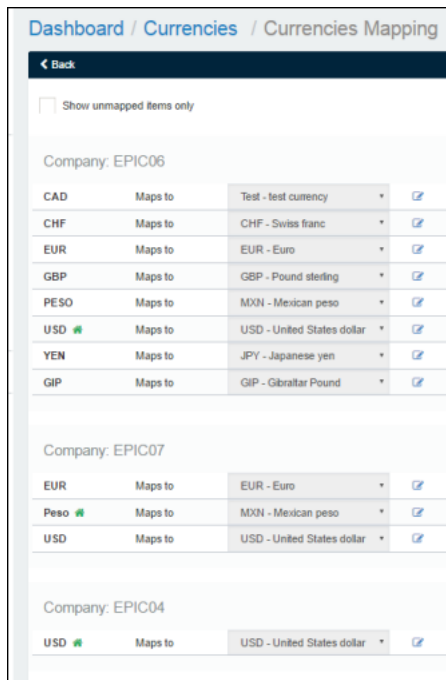 Dashboard / Currencies / Currencies Mapping
Back
Show unmapped items only
Company: EPIC06
CAD Maps to Test - test currency
CHF Maps to CHF - Swiss franc
EUR Maps to EUR - Euro
GBP Maps to GBP - Pound sterling
PESO Maps to MXN - Mexican peso
USD Maps to USD - United States dollar
YEN Maps to JPY - Japanese yen
GIP Maps to GIP - Gibraltar Pound
Company: EPIC07
EUR Maps to EUR - Euro
Peso Maps to MXN - Mexican peso
USD Maps to USD - United States dollar
Company: EPIC04
USD Maps to USD - United States dollar